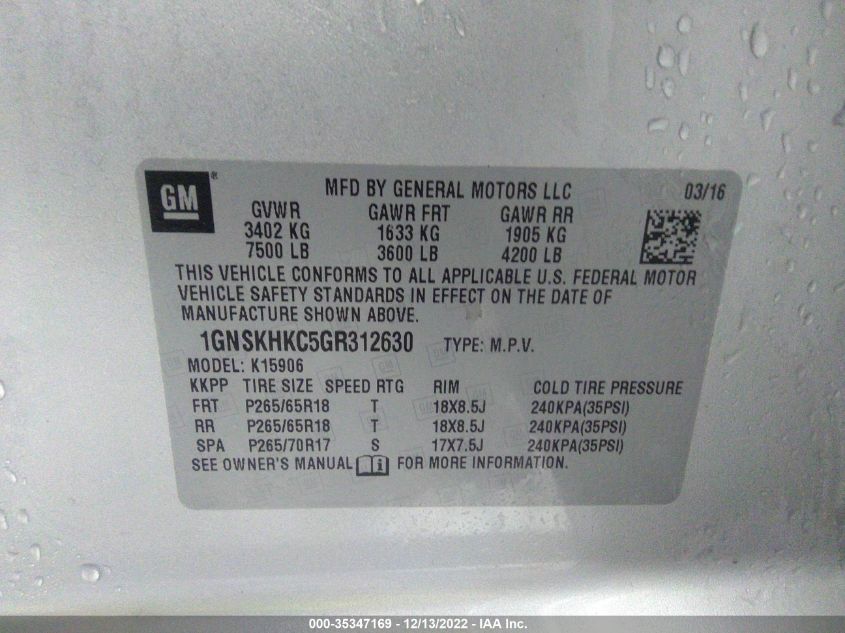 GM®
MFD BY GENERAL MOTORS LLC 03/16
GVWR GAWR FRT GAWR RR
3402 KG 1633 KG 1905 KG
7500 LB 3600 LB 4200 LB
THIS VEHICLE CONFORMS TO ALL APPLICABLE U.S. FEDERAL MOTOR
VEHICLE SAFETY STANDARDS IN EFFECT ON THE DATE OF
MANUFACTURE SHOWN ABOVE.
1GNSKHKC5GR312630 TYPE: M.P.V.
MODEL: K15906
KKPP TIRE SIZE SPEED RTG RIM COLD TIRE PRESSURE
FRT P265/65R18 T 18X8.5J 240KPA(35PSI)
RR P265/65R18 T 18X8.5J 240KPA(35PSI)
SPA P265/70R17 S 17X7.5J 240KPA(35PSI)
SEE OWNER'S MANUAL FOR MORE INFORMATION.
000-35347169 - 12/13/2022 - IAA Inc.